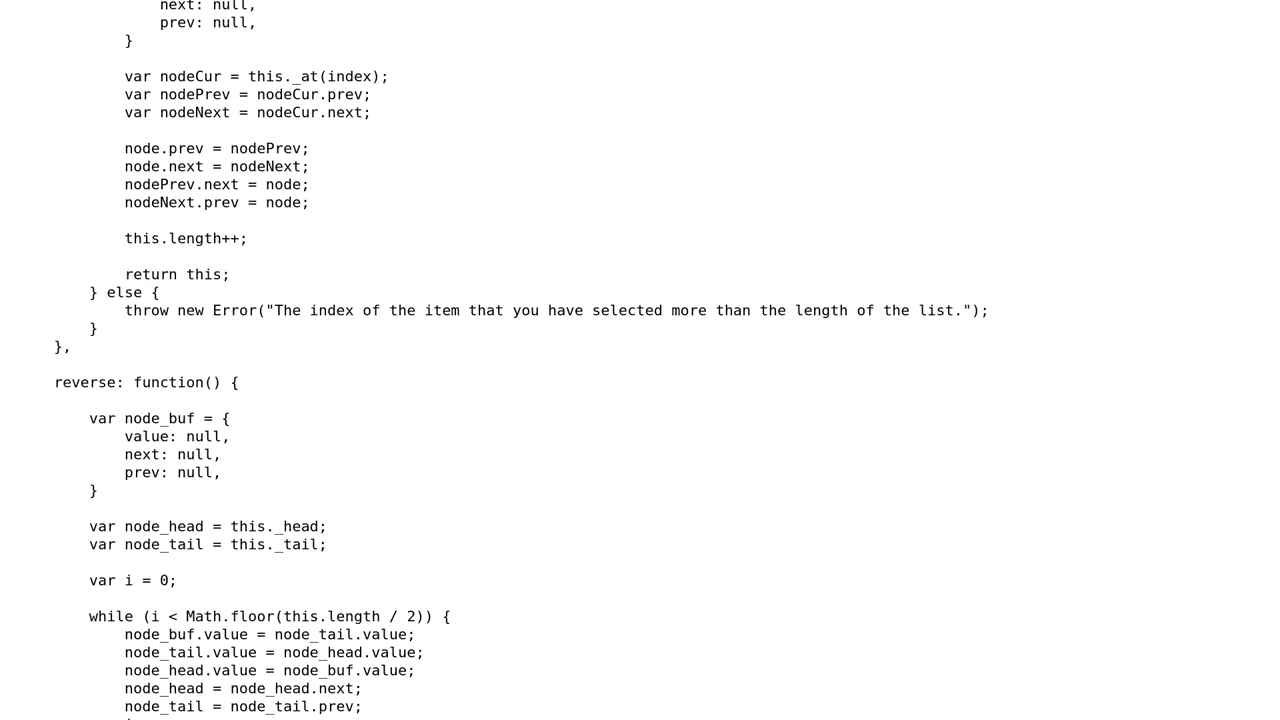 next: null,
prev: null,
}
var nodeCur = this._at(index);
var nodePrev = nodeCur.prev;
var nodeNext = nodeCur.next;
node.prev = nodePrev;
node.next = nodeNext;
nodePrev.next = node;
nodeNext.prev = node;
this.length++;
return this;
} else {
throw new Error("The index of the item that you have selected more than the length of the list.");
}
},
reverse: function() {
var node_buf = {
value: null,
next: null,
prev: null,
}
var node_head = this._head;
var node_tail = this._tail;
var i = 0;
while (i < Math.floor(this.length / 2)) {
node_buf.value = node_tail.value;
node_tail.value = node_head.value;
node_head.value = node_buf.value;
node_head = node_head.next;
node_tail = node_tail.prev;